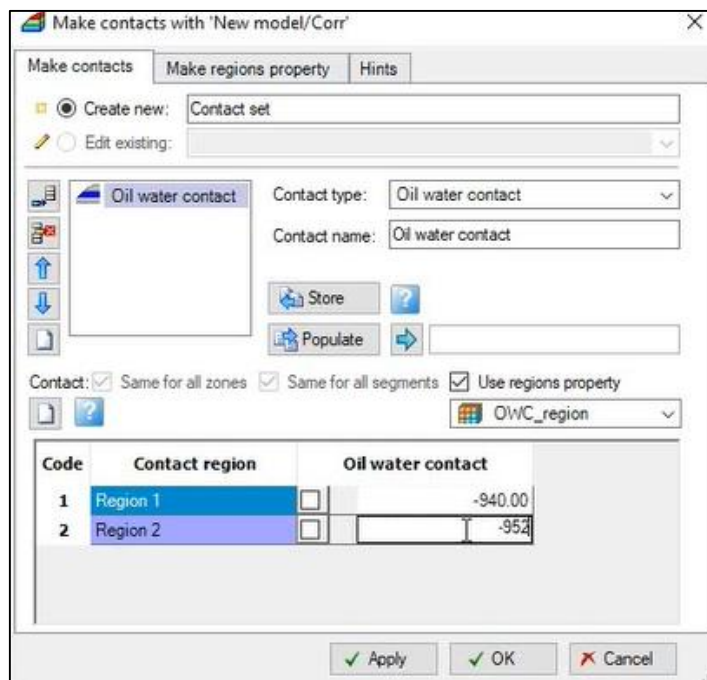 Make contacts with 'New model/Corr'
Make contacts Make regions property Hints
Create new: Contact set
Edit existing:
Oil water contact Contact type: Oil water contact
Contact name: Oil water contact
Store
Populate
Contact: Same for all zones Same for all segments Use regions property
OWC_region
Code Contact region Oil water contact
1 Region 1 -940.00
2 Region 2 -952
Apply OK Cancel